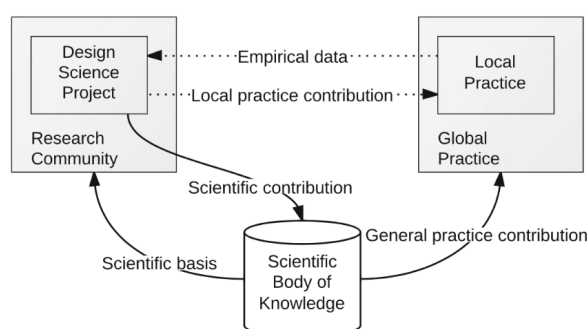 Design
Science
Project
Research
Community
Empirical data
Local practice contribution
Local
Practice
Global
Practice
Scientific contribution
General practice contribution
Scientific basis
Scientific
Body of
Knowledge